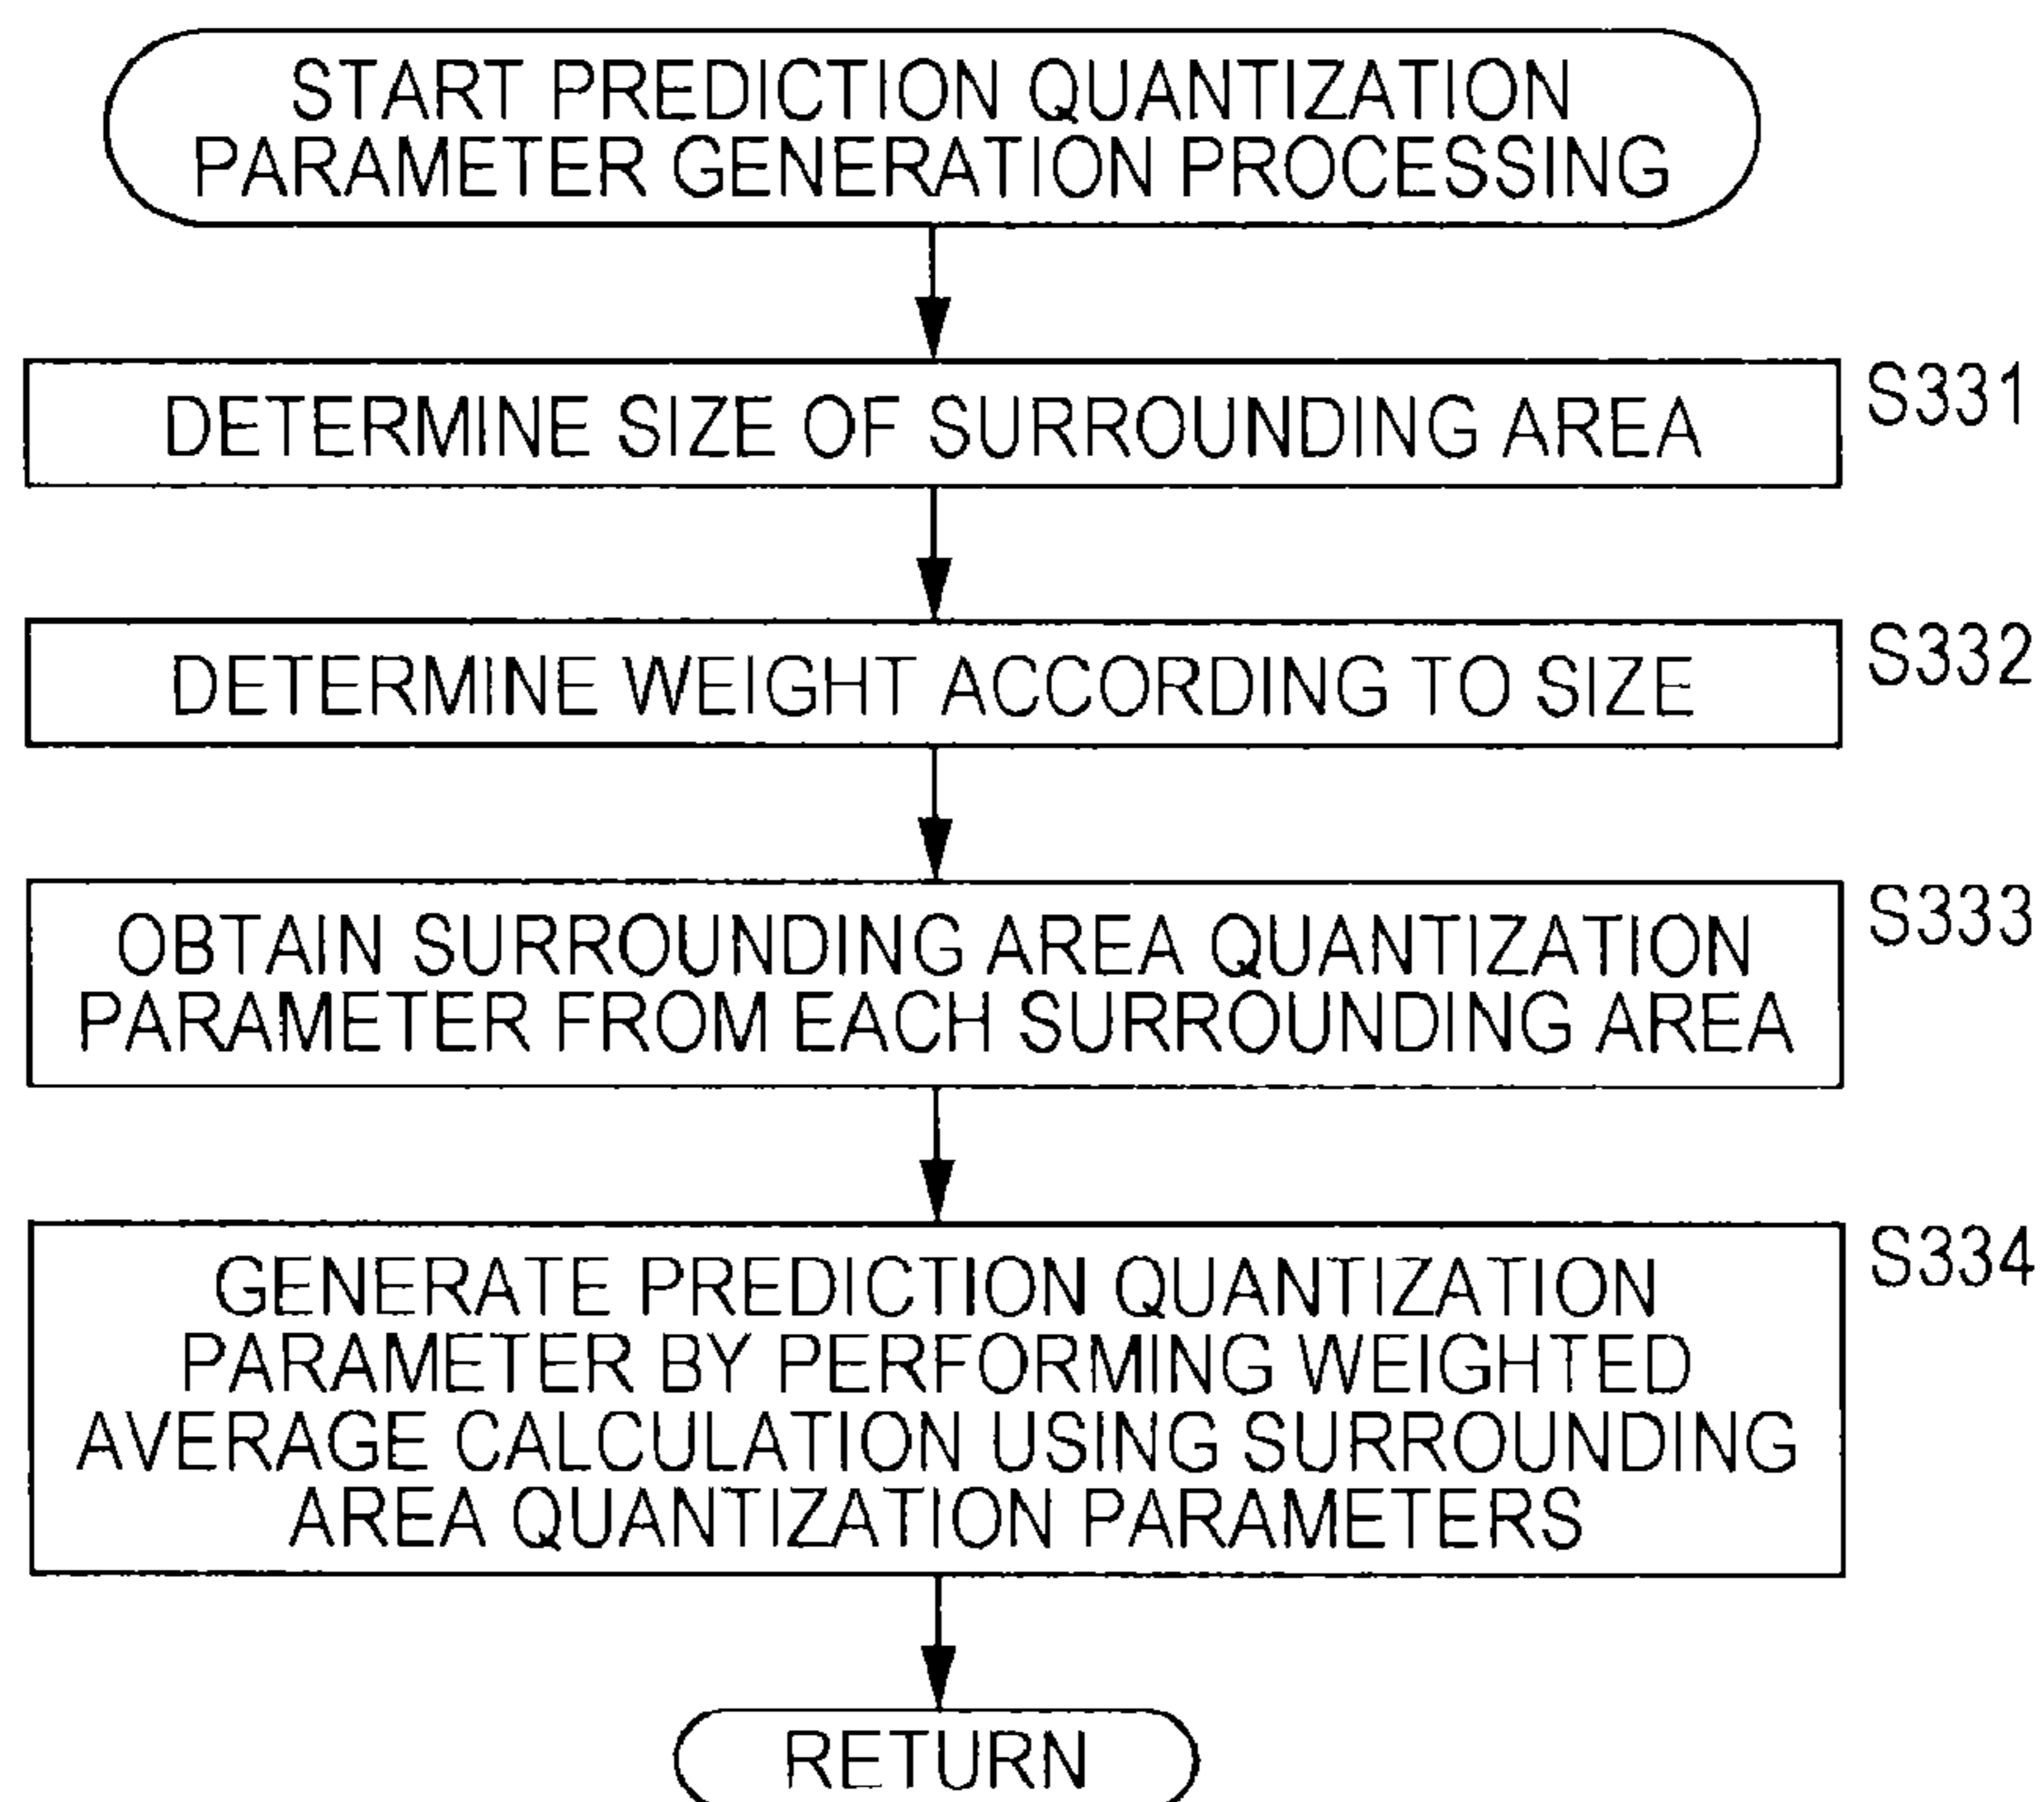 START PREDICTION QUANTIZATION
PARAMETER GENERATION PROCESSING
DETERMINE SIZE OF SURROUNDING AREA
S331
DETERMINE WEIGHT ACCORDING TO SIZE
S332
OBTAIN SURROUNDING AREA QUANTIZATION
PARAMETER FROM EACH SURROUNDING AREA
S333
GENERATE PREDICTION QUANTIZATION
PARAMETER BY PERFORMING WEIGHTED
AVERAGE CALCULATION USING SURROUNDING
AREA QUANTIZATION PARAMETERS
S334
RETURN